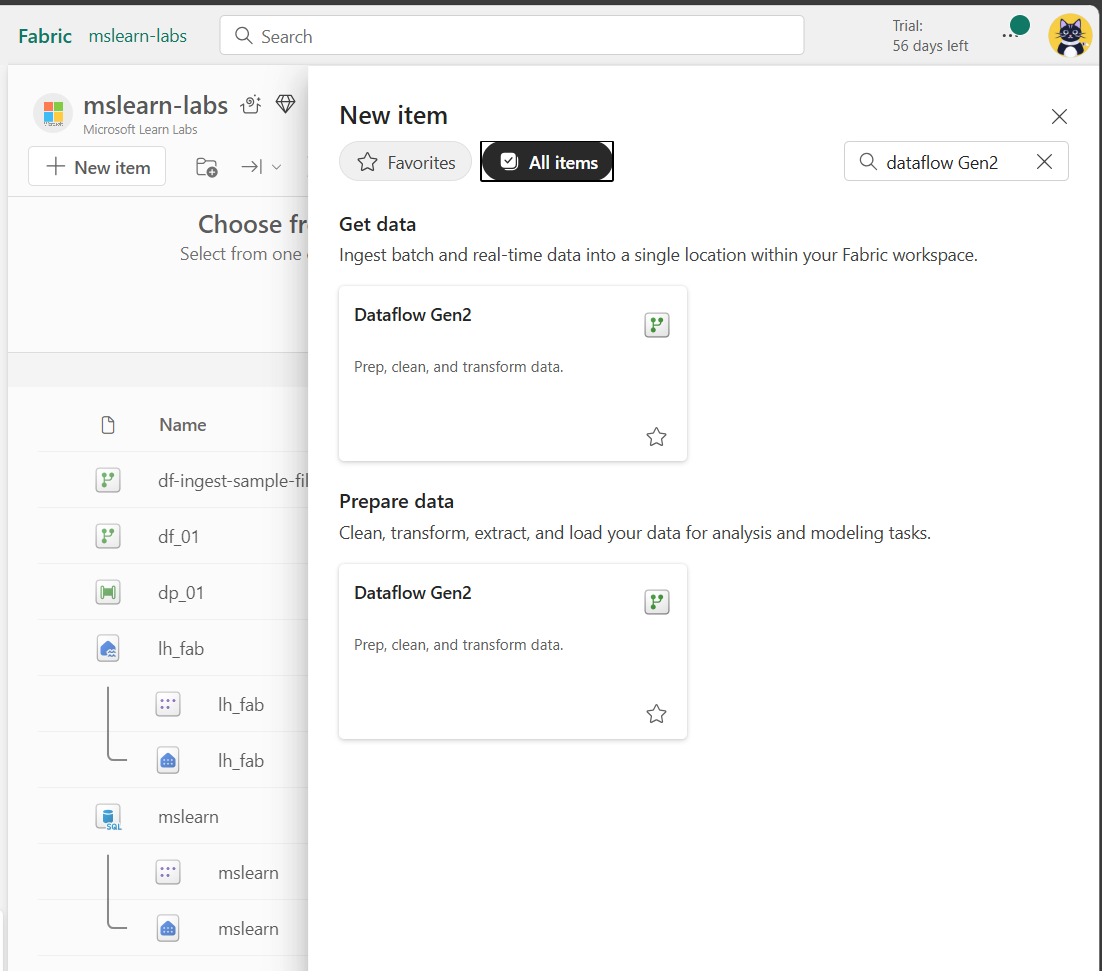 Fabric mslearn-labs Search
Trial:
56 days left
mslearn-labs
Microsoft Learn Labs
New item
Choose fr
Select from one
Name
df-ingest-sample-fil
df_01
dp_01
lh_fab
lh_fab
lh_fab
mslearn
SQL
mslearn
mslearn
New item
Favorites All items dataflow Gen2
Get data
Ingest batch and real-time data into a single location within your Fabric workspace.
Dataflow Gen2
Prep, clean, and transform data.
Prepare data
Clean, transform, extract, and load your data for analysis and modeling tasks.
Dataflow Gen2
Prep, clean, and transform data.